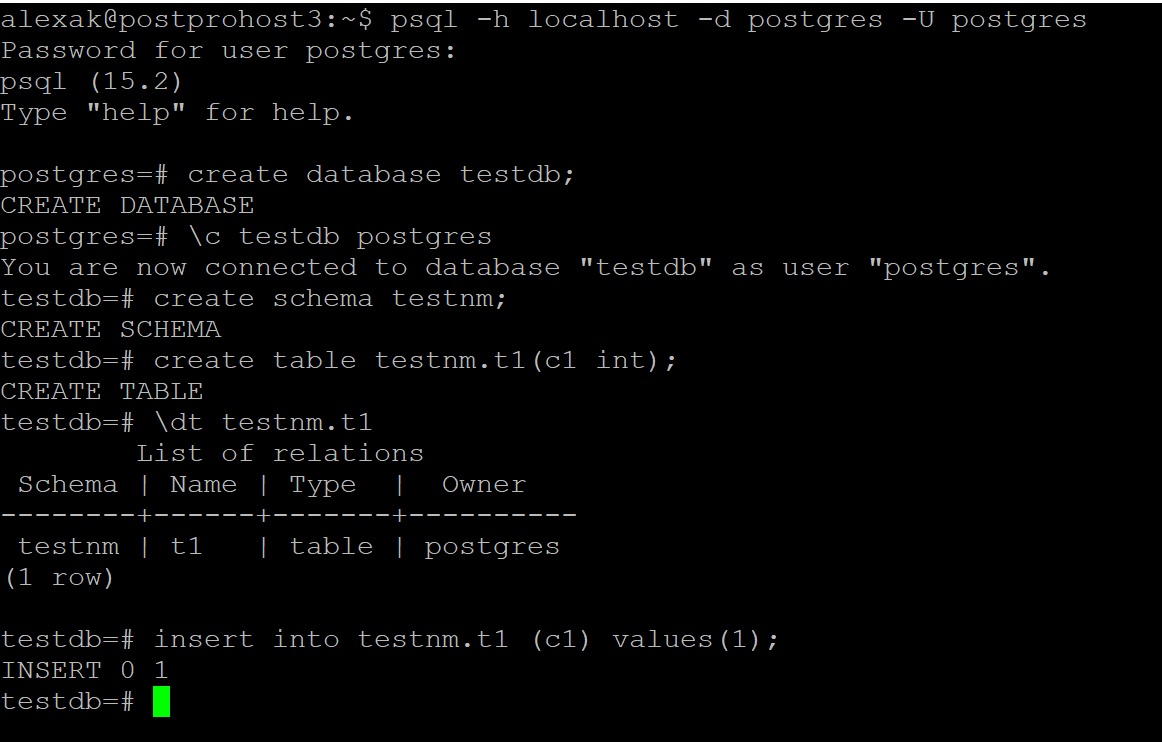 alexak@postprohost3:~$ psql -h localhost -d postgres -U postgres
Password for user postgres:
psql (15.2)
Type "help" for help.

postgres=# create database testdb;
CREATE DATABASE
postgres=# \c testdb postgres
You are now connected to database "testdb" as user "postgres".
testdb=# create schema testnm;
CREATE SCHEMA
testdb=# create table testnm.t1(c1 int);
CREATE TABLE
testdb=# \dt testnm.t1
        List of relations
 Schema | Name | Type  |  Owner
--------+------+-------+----------
 testnm | t1   | table | postgres
(1 row)

testdb=# insert into testnm.t1 (c1) values(1);
INSERT 0 1
testdb=#